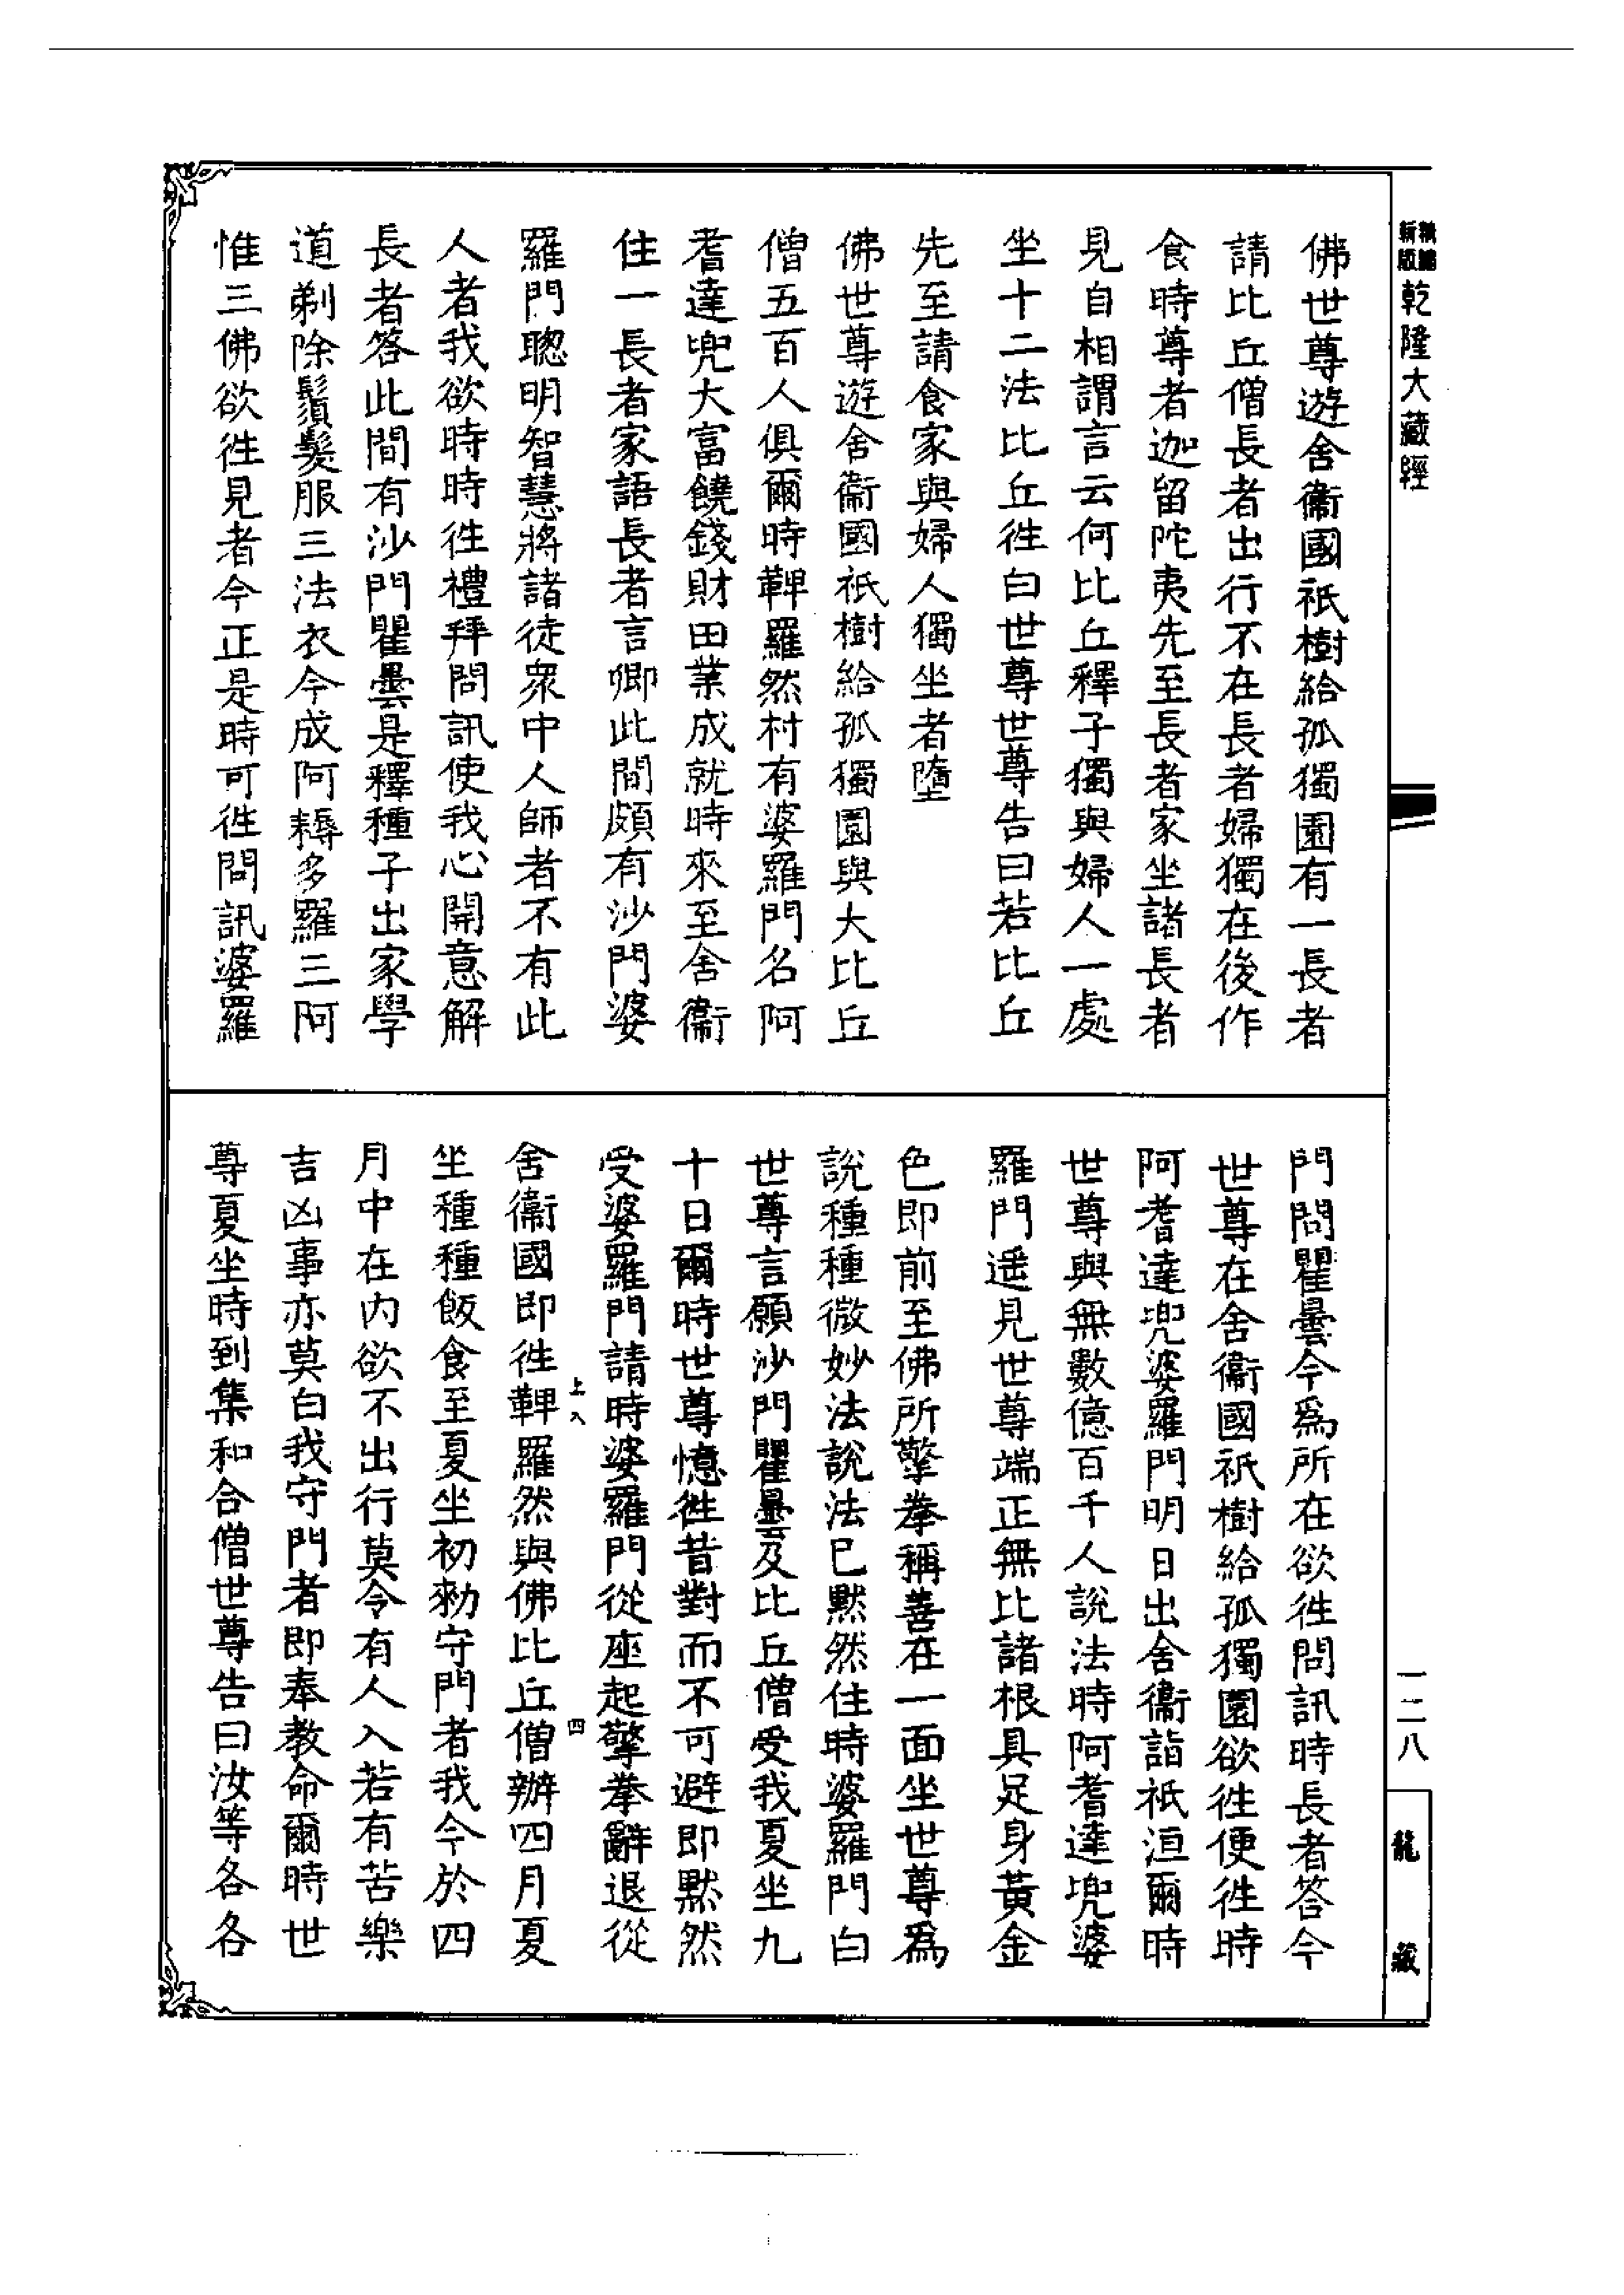 乾隆大藏經
佛世尊遊舍衞國祇樹給孤獨園有一長者
請比丘僧長者出行不在長者婦獨在後作
食時尊者迦留陀夷先至長者家坐諸長者
見自相謂言云何比丘釋子獨與婦人一處
坐十二法比丘徃白世尊世尊告曰若比丘
先至請食家與婦人獨坐者墮
佛世尊遊舍衞國祇樹給孤獨園與大比丘
僧五百人俱爾時鞞羅然村有婆羅門名阿
耆達兜大富饒錢財田業成就時來至舍衞
住一長者家語長者言卿此間頗有沙門婆
羅門聰明智慧將諸徒衆中人師者不有此
人者我欲時時徃禮拜問訊使我心開意解
長者答此間有沙門瞿曇是釋種子出家學
道剃除鬚髮服三法衣今成阿耨多羅三阿
惟三佛欲徃見者今正是時可徃問訊婆羅
門問瞿曇今爲所在欲徃問訊時長者答今
世尊在舍衞國祇樹給孤獨園欲徃便徃時
阿耆達兜婆羅門明日出舍衞詣祇洹爾時
世尊與無數億百千人說法時阿耆達兜婆
羅門遥見世尊端正無比諸根具足身黃金
色即前至佛所擎拳稱善在一面坐世尊爲
說種種微妙法說法已默然住時婆羅門白
世尊言願沙門瞿曇及比丘僧受我夏坐九
十日爾時世尊憶徃昔對而不可避即默然
受婆羅門請時婆羅門從座起擎拳辭退從
舍衞國即徃鞞羅然與佛比丘僧辦四月夏
上八 四
坐種種飯食至夏坐初勑守門者我今於四
月中在内欲不出行莫令有人入若有苦樂
吉凶事亦莫白我守門者即奉教命爾時世
尊夏坐時到集和合僧世尊告曰汝等各各
一二八
龍藏